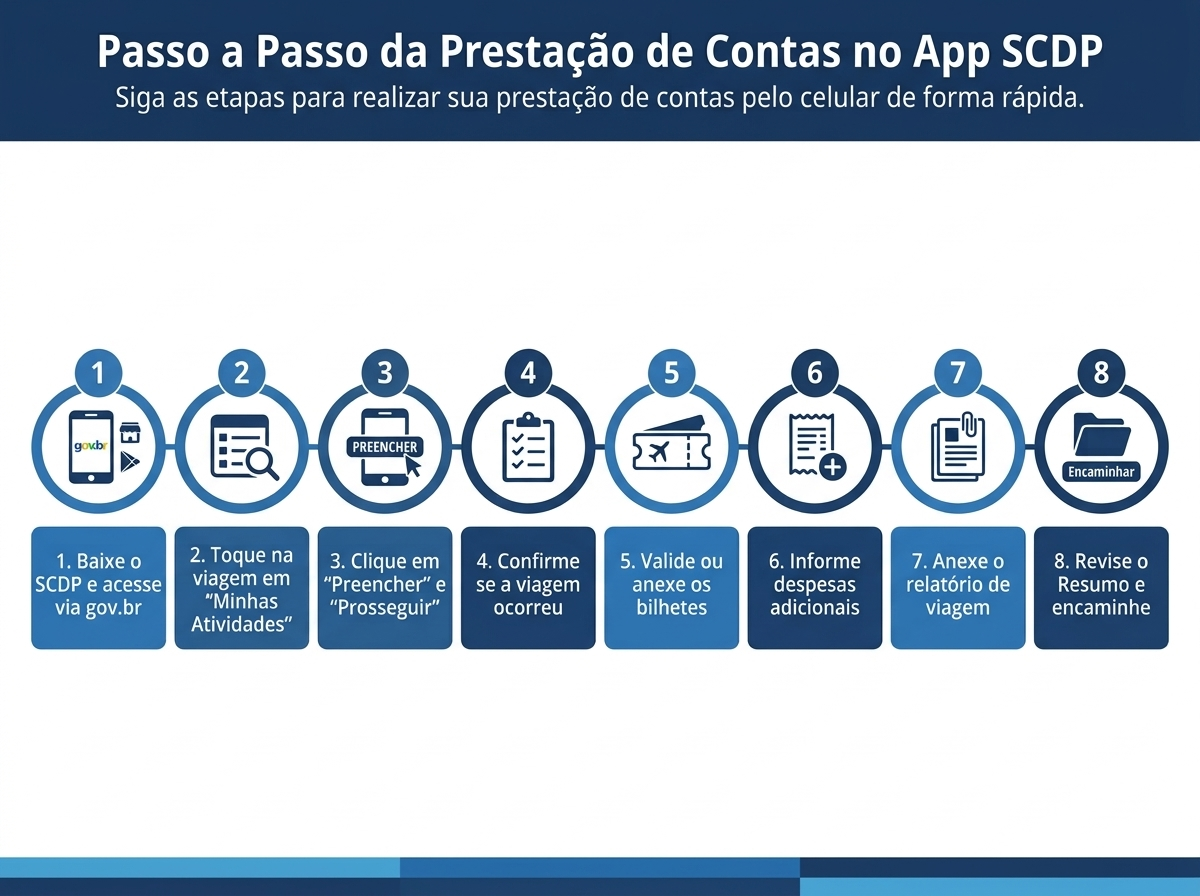 Passo a Passo da Prestação de Contas no App SCDP
Siga as etapas para realizar sua prestação de contas pelo celular de forma rápida.
1
2
3
4
5
6
7
8
gov.br
PREENCHER
Encaminhar
1. Baixe o
SCDP e acesse
via gov.br
2. Toque na
viagem em
“Minhas
Atividades”
3. Clique em
“Preencher” e
“Prosseguir”
4. Confirme
se a viagem
ocorreu
5. Valide ou
anexe os
bilhetes
6. Informe
despesas
adicionais
7. Anexe o
relatório de
viagem
8. Revise o
Resumo e
encaminhe